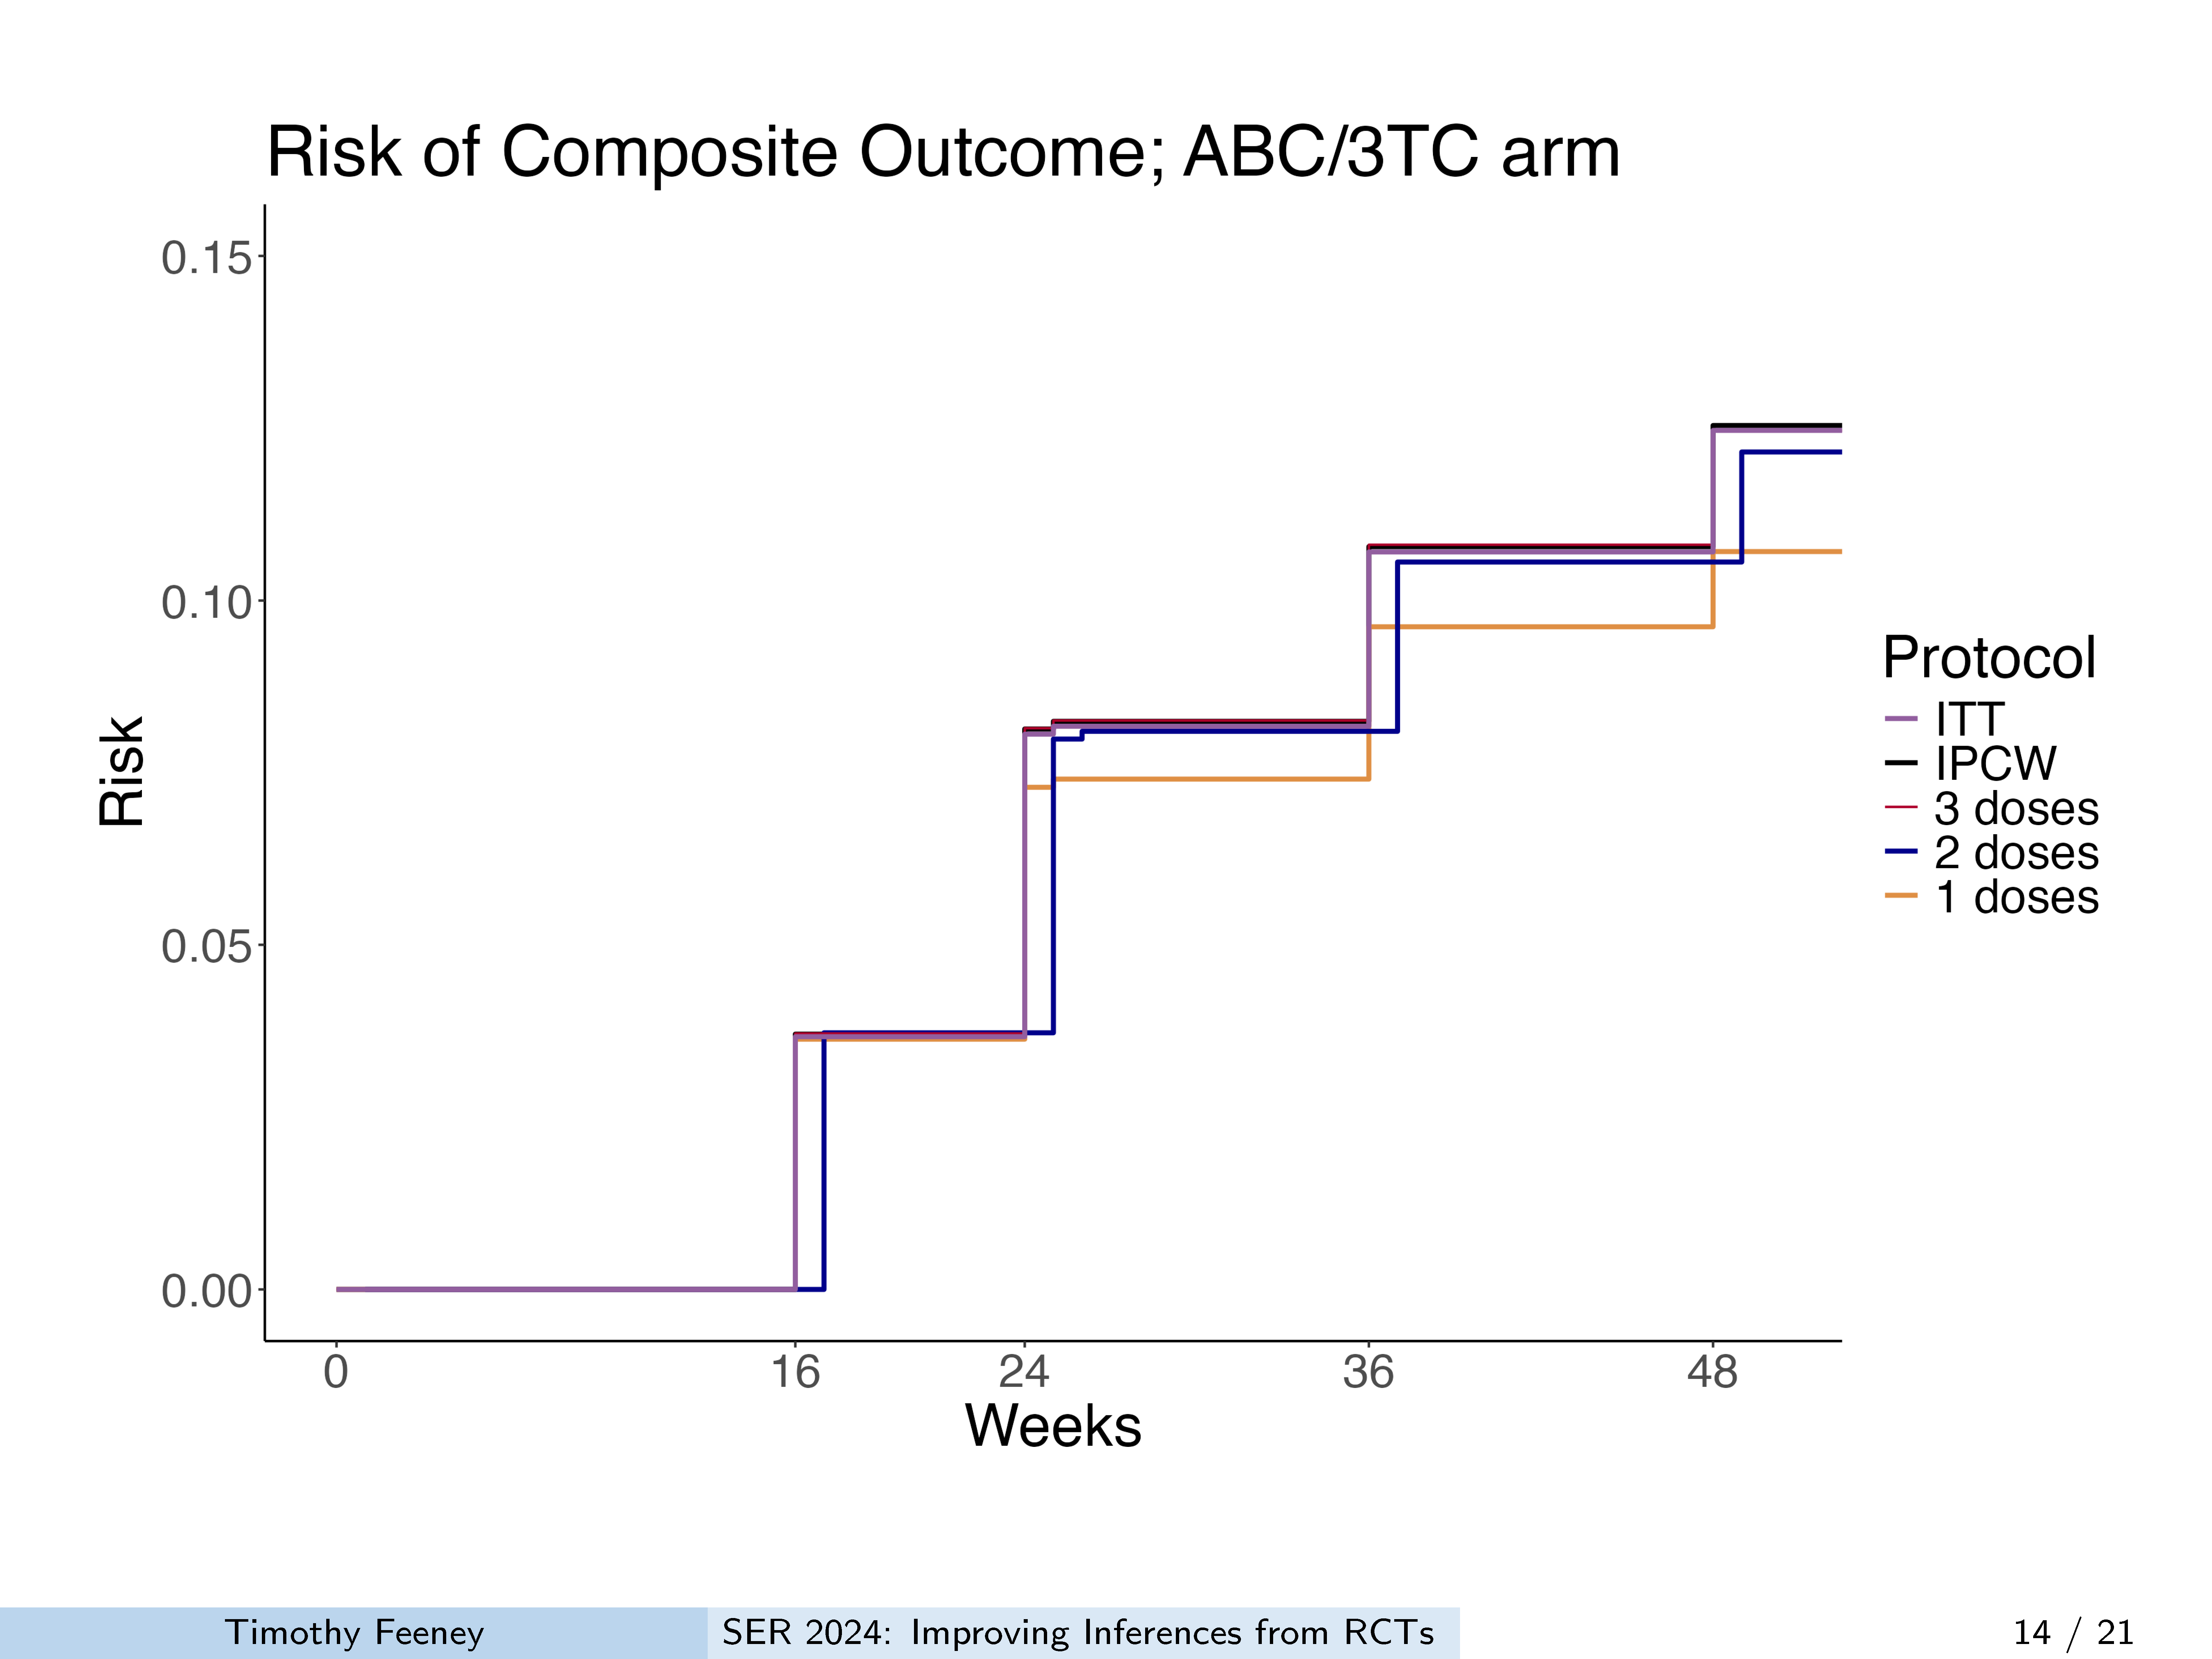 Risk of Composite Outcome; ABC/3TC arm
0.15
0.10
0.05
0.00
Risk
0
16
24
36
48
Weeks
Protocol
ITT
IPCW
3 doses
2 doses
1 doses
Timothy Feeney
SER 2024: Improving Inferences from RCTs
14 / 21